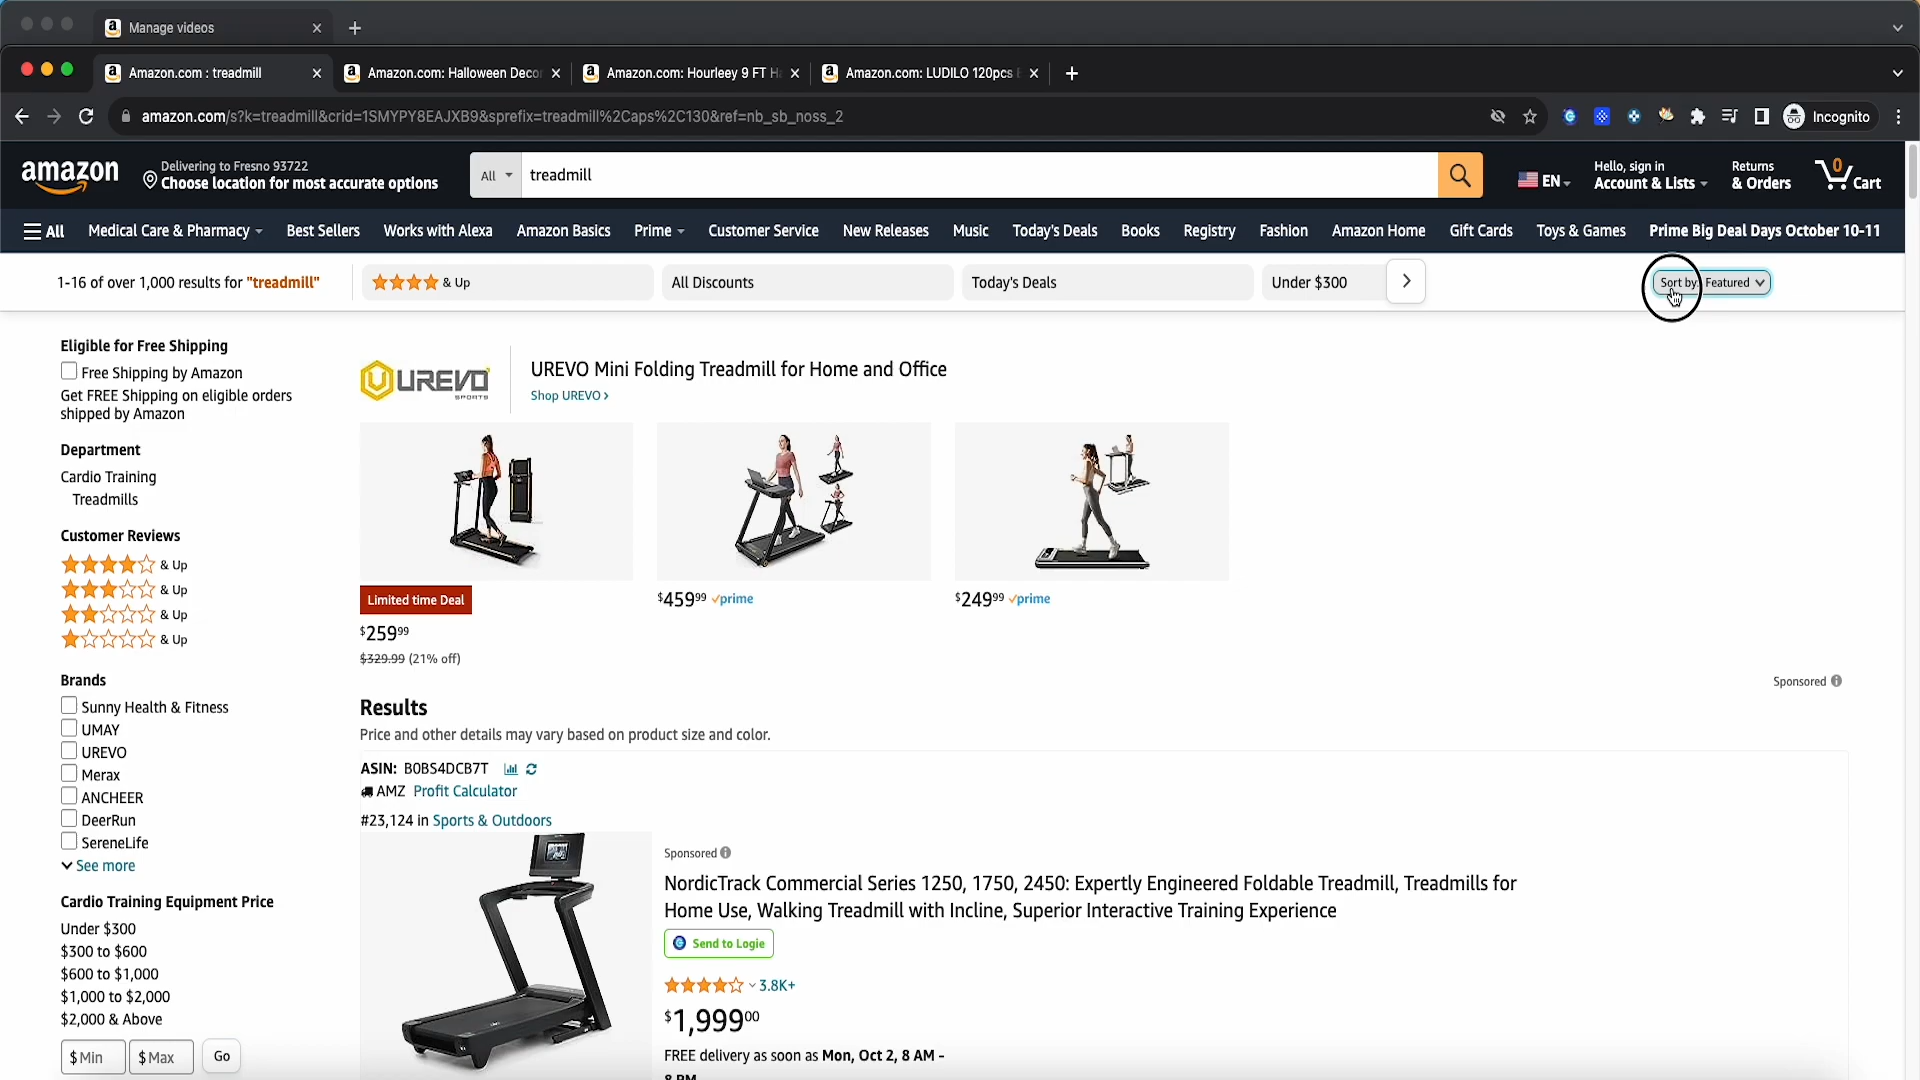 Manage videos
Amazon.com : treadmill
Amazon.com: Halloween Decor
Amazon.com: Hourleey 9 FT Ha
Amazon.com: LUDILO 120pcs
amazon.com/s?k=treadmill&crid=1SMYPY8EAJXB9&sprefix=treadmill%2Caps%2C130&ref=nb_sb_noss_2
Incognito
amazon
Delivering to Fresno 93722
Choose location for most accurate options
All
treadmill
EN
Hello, sign in
Account & Lists
Returns
& Orders
0
Cart
All
Medical Care & Pharmacy
Best Sellers
Works with Alexa
Amazon Basics
Prime
Customer Service
New Releases
Music
Today's Deals
Books
Registry
Fashion
Amazon Home
Gift Cards
Toys & Games
Prime Big Deal Days October 10-11
1-16 of over 1,000 results for "treadmill"
& Up
All Discounts
Today's Deals
Under $300
Sort by: Featured
Eligible for Free Shipping
Free Shipping by Amazon
Get FREE Shipping on eligible orders
shipped by Amazon
Department
Cardio Training
Treadmills
Customer Reviews
& Up
& Up
& Up
& Up
Brands
Sunny Health & Fitness
UMAY
UREVO
Merax
ANCHEER
DeerRun
SereneLife
See more
Cardio Training Equipment Price
Under $300
$300 to $600
$600 to $1,000
$1,000 to $2,000
$2,000 & Above
$ Min
$ Max
Go
UREVO
SPORTS
UREVO Mini Folding Treadmill for Home and Office
Shop UREVO ›
Limited time Deal
$259.99
$329.99 (21% off)
$459.99 prime
$249.99 prime
Sponsored
Results
Price and other details may vary based on product size and color.
ASIN: B0BS4DCB7T
AMZ Profit Calculator
#23,124 in Sports & Outdoors
Sponsored
NordicTrack Commercial Series 1250, 1750, 2450: Expertly Engineered Foldable Treadmill, Treadmills for
Home Use, Walking Treadmill with Incline, Superior Interactive Training Experience
Send to Logie
3.8K+
$1,999.00
FREE delivery as soon as Mon, Oct 2, 8 AM -
8 PM